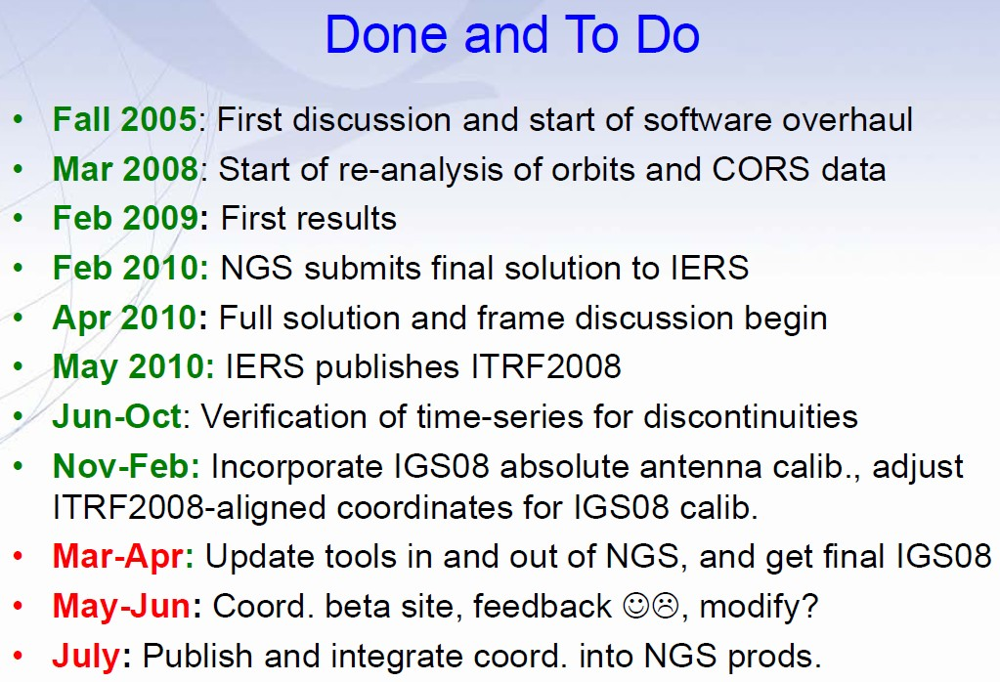 Done and To Do
• Fall 2005: First discussion and start of software overhaul
• Mar 2008: Start of re-analysis of orbits and CORS data
• Feb 2009: First results
• Feb 2010: NGS submits final solution to IERS
• Apr 2010: Full solution and frame discussion begin
• May 2010: IERS publishes ITRF2008
• Jun-Oct: Verification of time-series for discontinuities
• Nov-Feb: Incorporate IGS08 absolute antenna calib., adjust
ITRF2008-aligned coordinates for IGS08 calib.
• Mar-Apr: Update tools in and out of NGS, and get final IGS08
• May-Jun: Coord. beta site, feedback ☺☹, modify?
• July: Publish and integrate coord. into NGS prods.